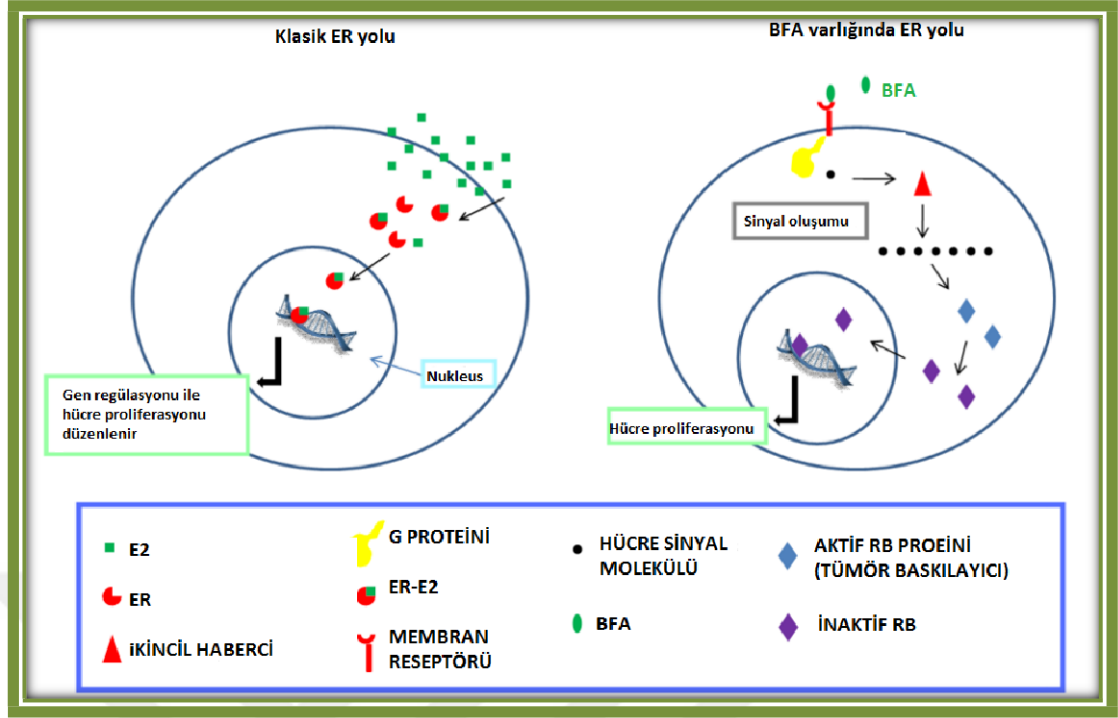 Klasik ER yolu
BFA varlığında ER yolu
BFA
Sinyal oluşumu
Nukleus
Gen regülasyonu ile
hücre proliferasyonu
düzenlenir
Hücre proliferasyonu
E2
ER
iKİNCİL HABERCİ
G PROTEİNİ
ER-E2
MEMBRAN
RESEPTÖRÜ
HÜCRE SİNYAL
MOLEKÜLÜ
BFA
AKTİF RB PROEİNİ
(TÜMÖR BASKILAYICI)
İNAKTİF RB